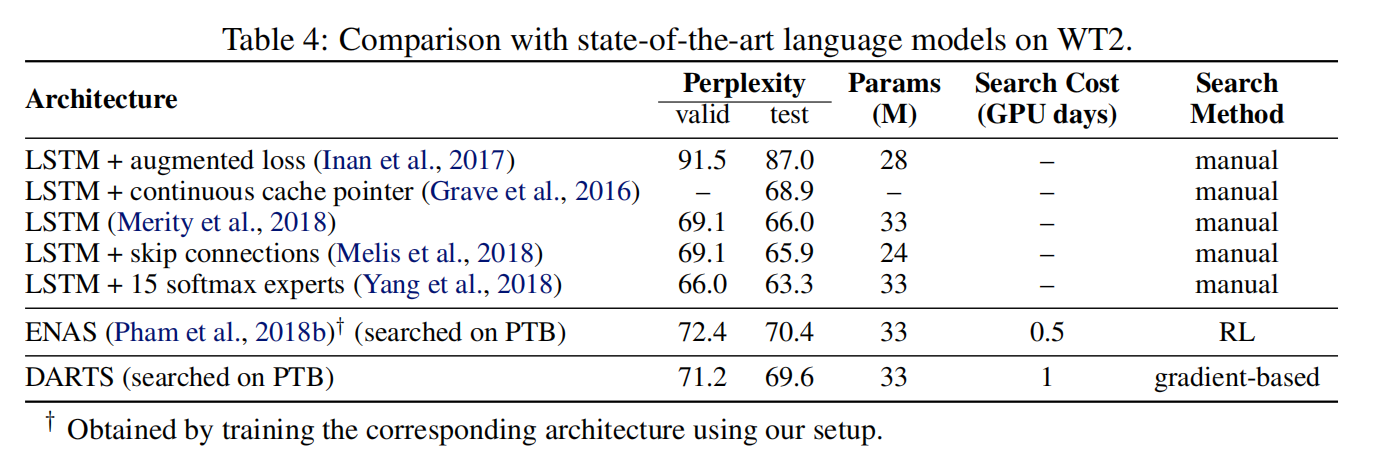 Table 4: Comparison with state-of-the-art language models on WT2.
Architecture Perplexity Params Search Cost Search
valid test (M) (GPU days) Method
LSTM + augmented loss (Inan et al., 2017) 91.5 87.0 28 – manual
LSTM + continuous cache pointer (Grave et al., 2016) – 68.9 – – manual
LSTM (Merity et al., 2018) 69.1 66.0 33 – manual
LSTM + skip connections (Melis et al., 2018) 69.1 65.9 24 – manual
LSTM + 15 softmax experts (Yang et al., 2018) 66.0 63.3 33 – manual
ENAS (Pham et al., 2018b)† (searched on PTB) 72.4 70.4 33 0.5 RL
DARTS (searched on PTB) 71.2 69.6 33 1 gradient-based
† Obtained by training the corresponding architecture using our setup.